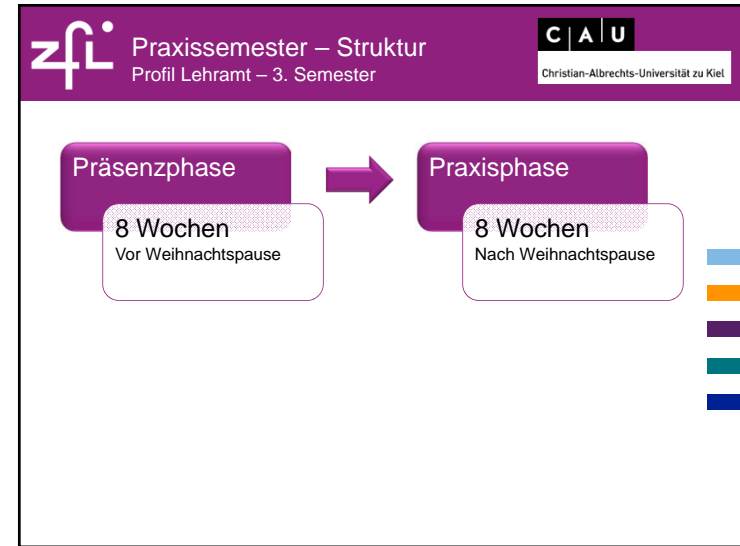 zfL
Praxissemester – Struktur
Profil Lehramt – 3. Semester
C|A|U
Christian-Albrechts-Universität zu Kiel
Präsenzphase
8 Wochen
Vor Weihnachtspause
Praxisphase
8 Wochen
Nach Weihnachtspause